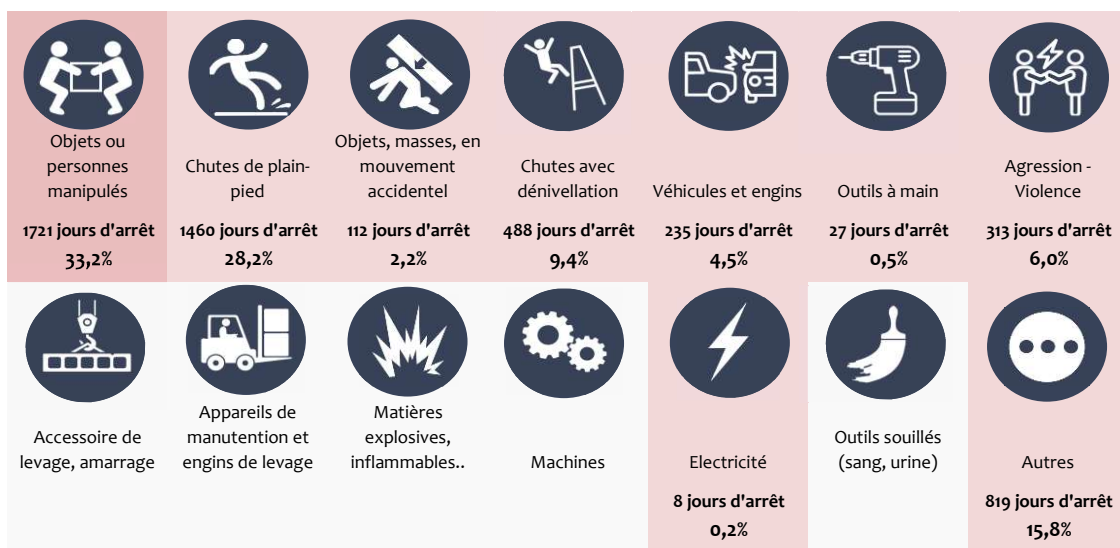 Objets ou
personnes
manipulés
1721 jours d'arrêt
33,2%
Chutes de plain-
pied
1460 jours d'arrêt
28,2%
Objets, masses, en
mouvement
accidentel
112 jours d'arrêt
2,2%
Chutes avec
dénivellation
488 jours d'arrêt
9,4%
Véhicules et engins
235 jours d'arrêt
4,5%
Outils à main
27 jours d'arrêt
0,5%
Agression -
Violence
313 jours d'arrêt
6,0%
Accessoire de
levage, amarrage
Appareils de
manutention et
engins de levage
Matières
explosives,
inflammables..
Machines
Electricité
8 jours d'arrêt
0,2%
Outils souillés
(sang, urine)
Autres
819 jours d'arrêt
15,8%